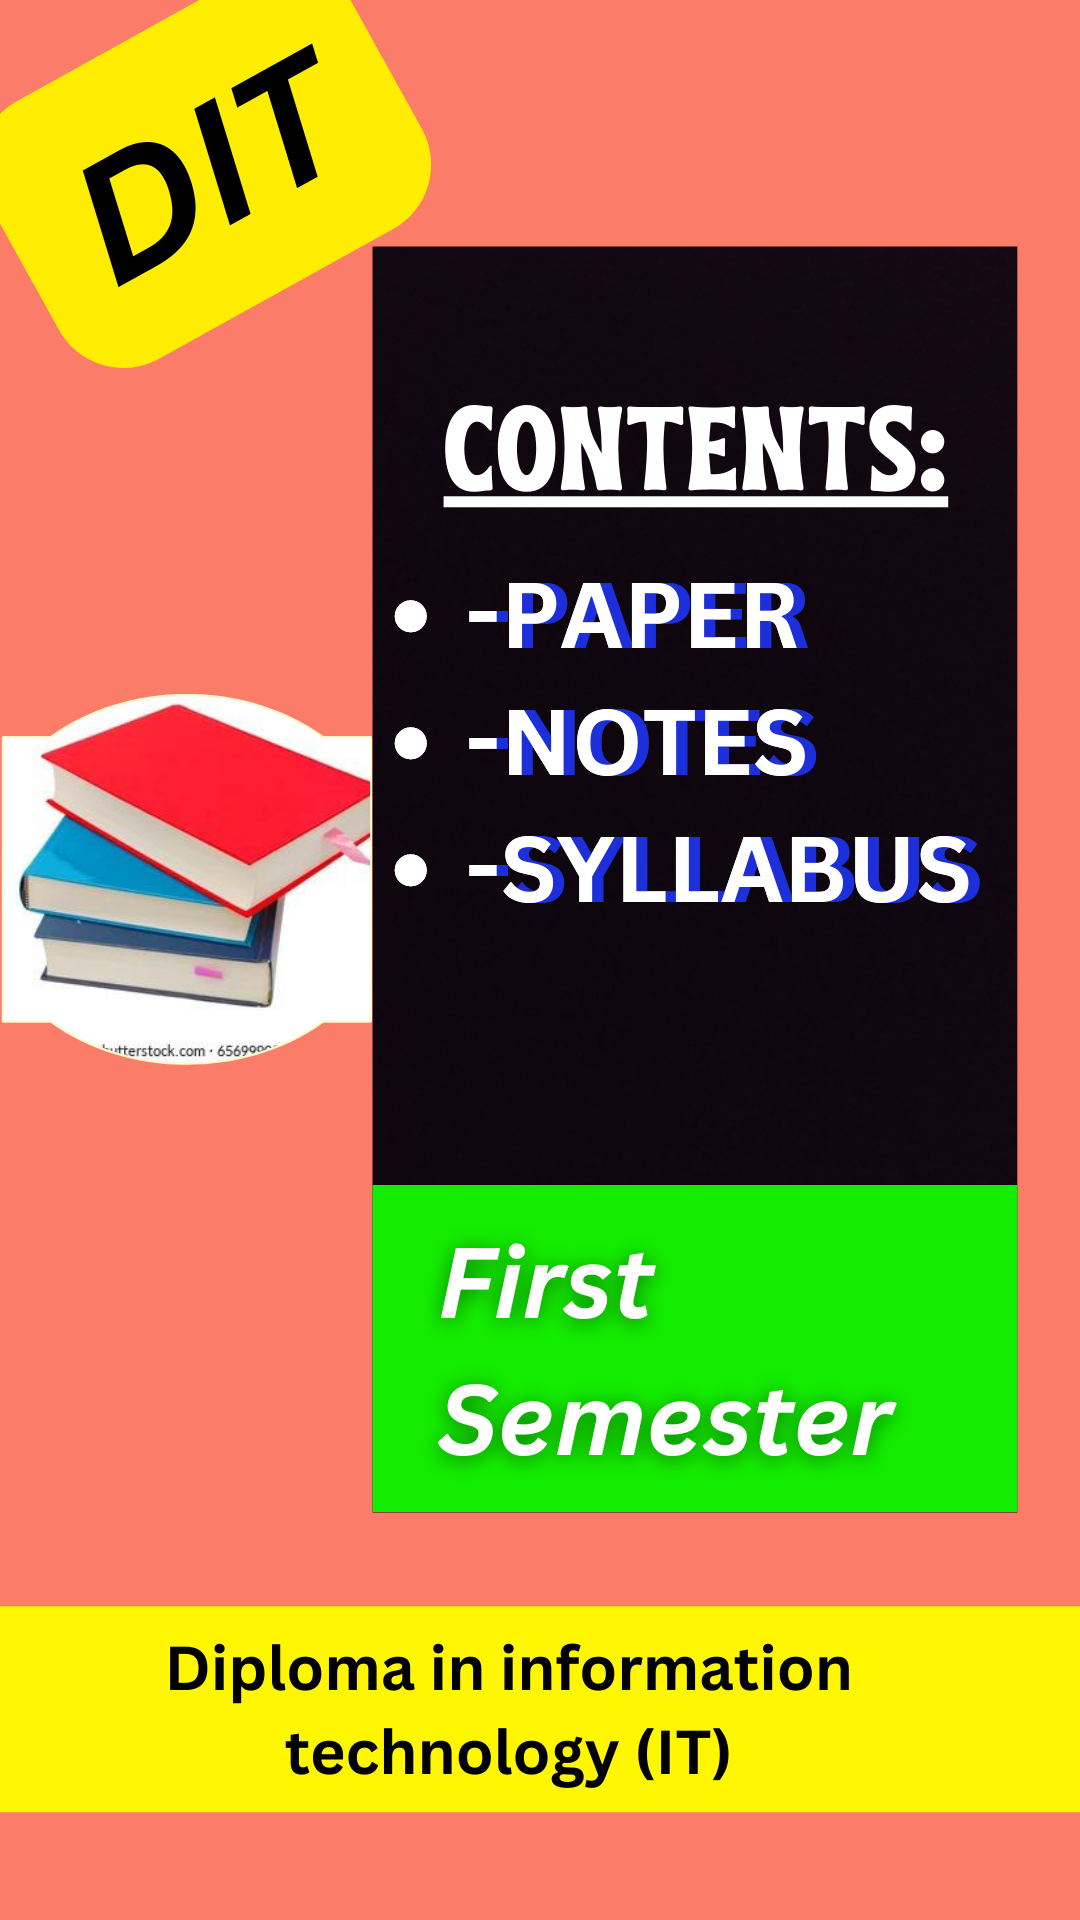 DIT
CONTENTS:
• -PAPER
• -NOTES
• -SYLLABUS
First
Semester
Diploma in information
technology (IT)